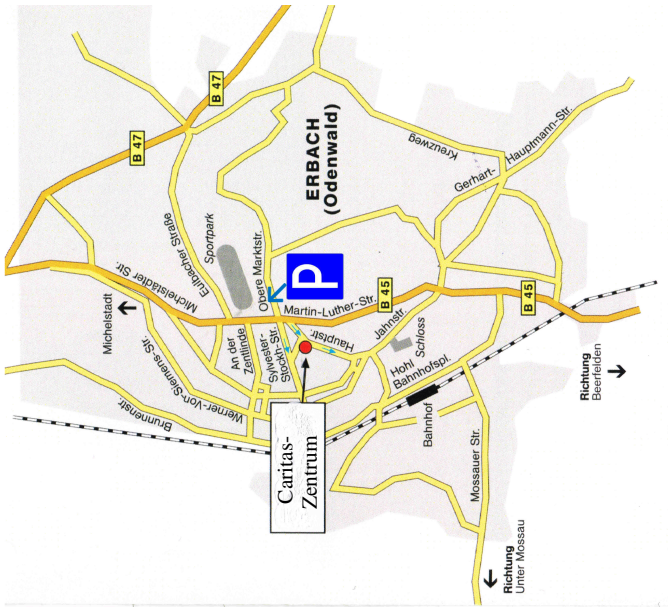 B 47
B 47
ERBACH
(Odenwald)
Kreuzweg
Gerhart-
Hauptmann-Str.
Eulbacher Straße
Sportpark
Obere Marktstr.
P
Michelstädter Str.
Michelstadt
Martin-Luther-Str.
B 45
B 45
An der
Zentlinde
Sylvester-
Stockh-Str.
Hauptstr.
Jahnstr.
Schloss
Hohl
Bahnhofspl.
Bahnhof
Werner-Von-Siemens-Str.
Brunnenstr.
Caritas-
Zentrum
Mossauer Str.
Richtung
Beerfelden
Richtung
Unter Mossau